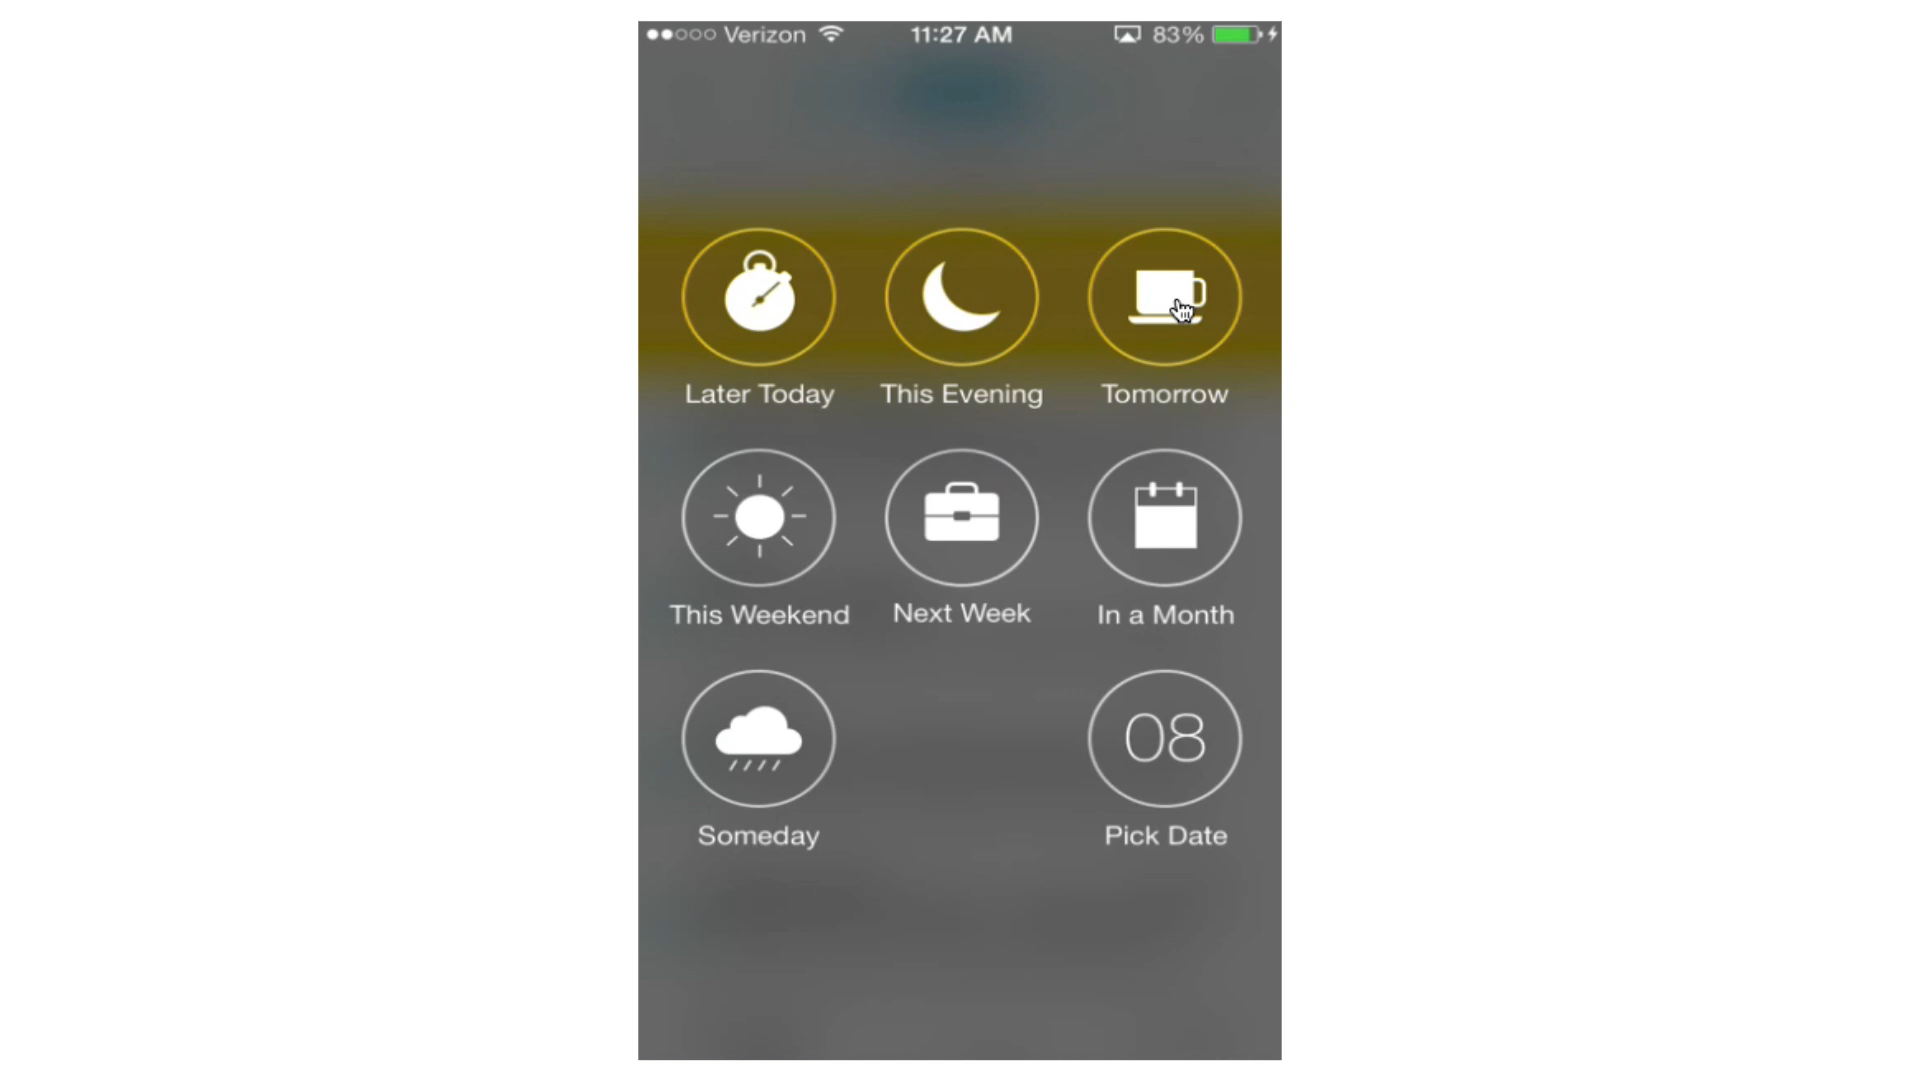 Verizon 11:27 AM 83%
Later Today This Evening Tomorrow
This Weekend Next Week In a Month
08
Someday Pick Date